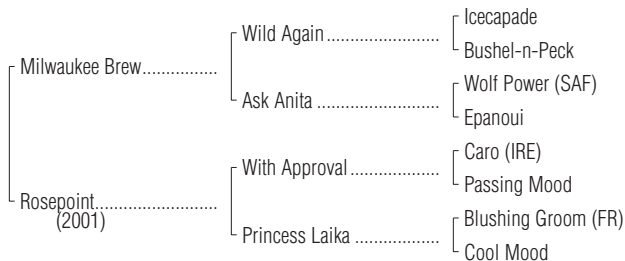 Icecapade
Wild Again
Bushel-n-Peck
Milwaukee Brew
Wolf Power (SAF)
Ask Anita
Epanoui
Caro (IRE)
With Approval
Passing Mood
Rosepoint
(2001)
Blushing Groom (FR)
Princess Laika
Cool Mood